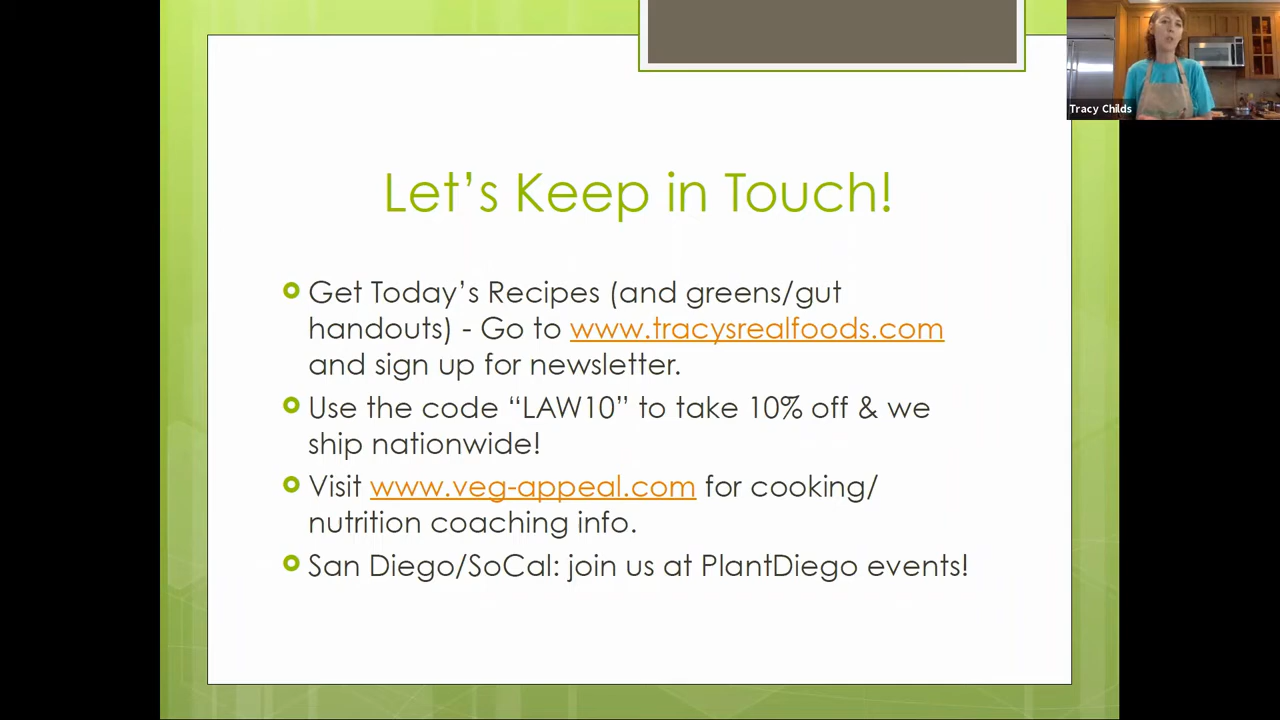 Tracy Childs
Let’s Keep in Touch!
Get Today’s Recipes (and greens/gut
handouts) - Go to www.tracysrealfoods.com
and sign up for newsletter.
Use the code “LAW10” to take 10% off & we
ship nationwide!
Visit www.veg-appeal.com for cooking/
nutrition coaching info.
San Diego/SoCal: join us at PlantDiego events!